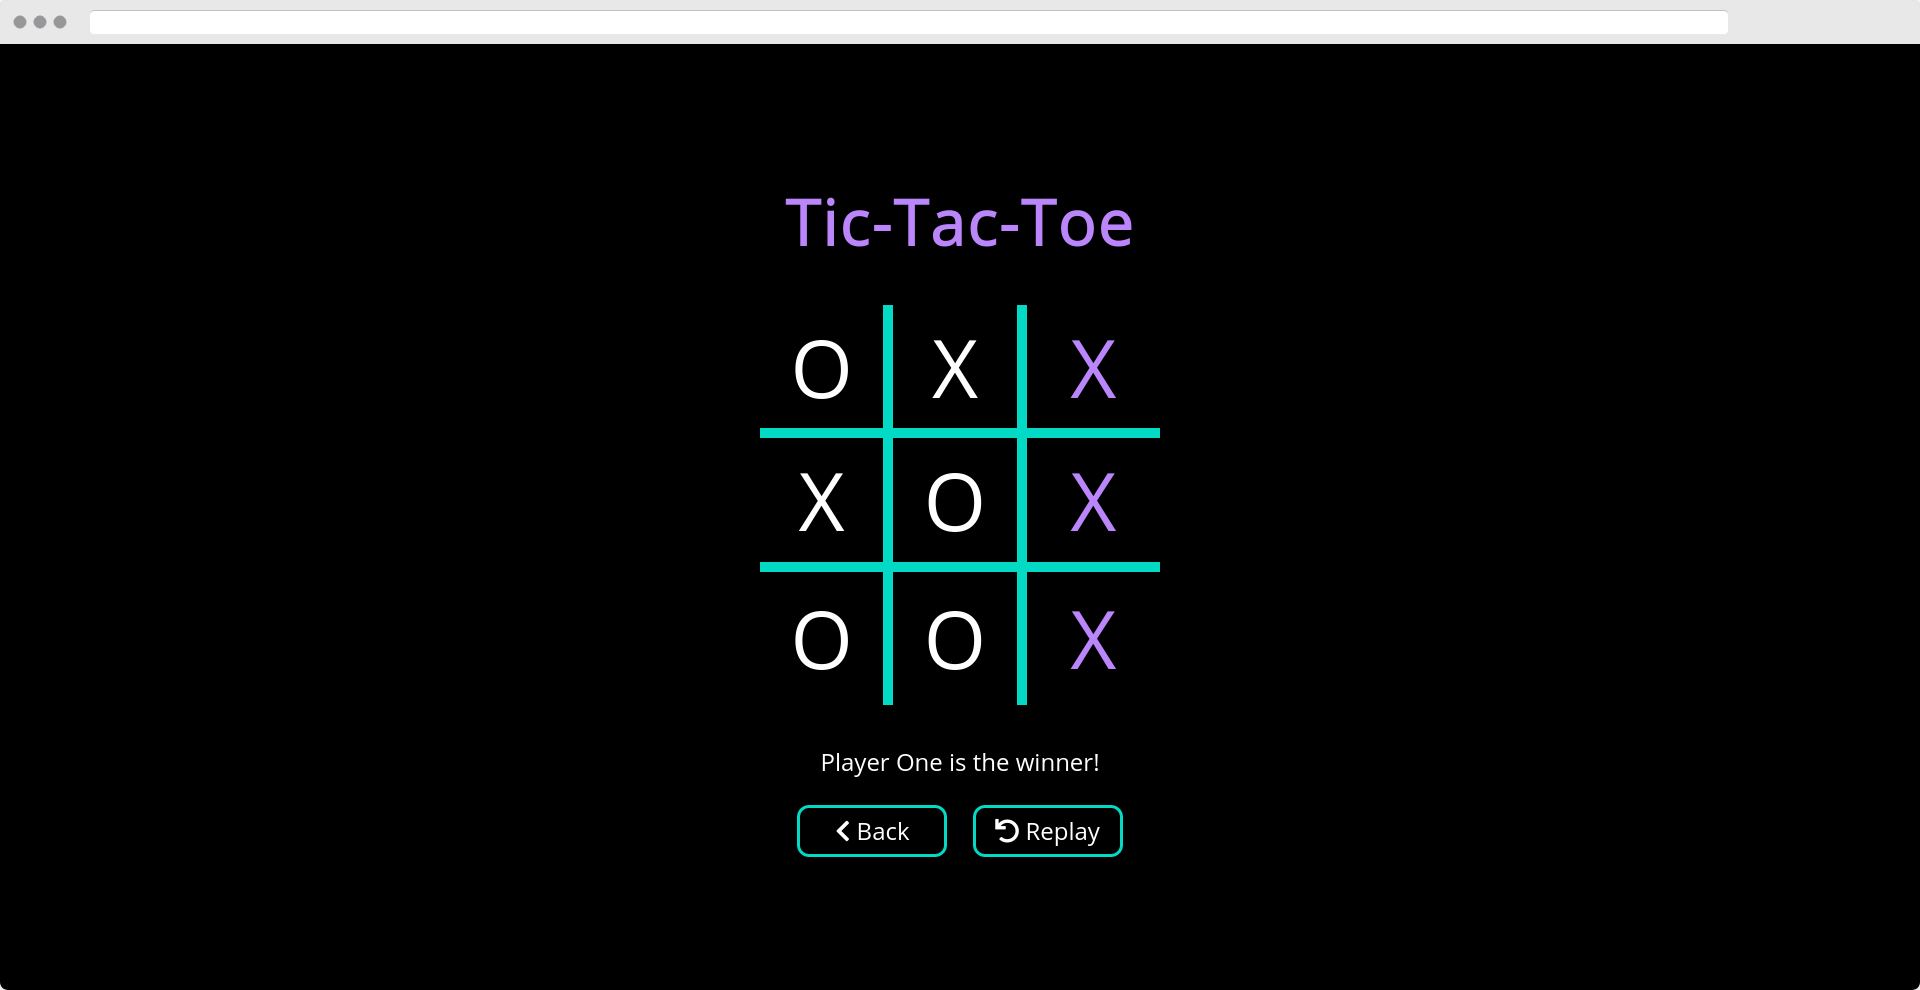 Tic-Tac-Toe
O X X
X O X
O O X
Player One is the winner!
Back Replay